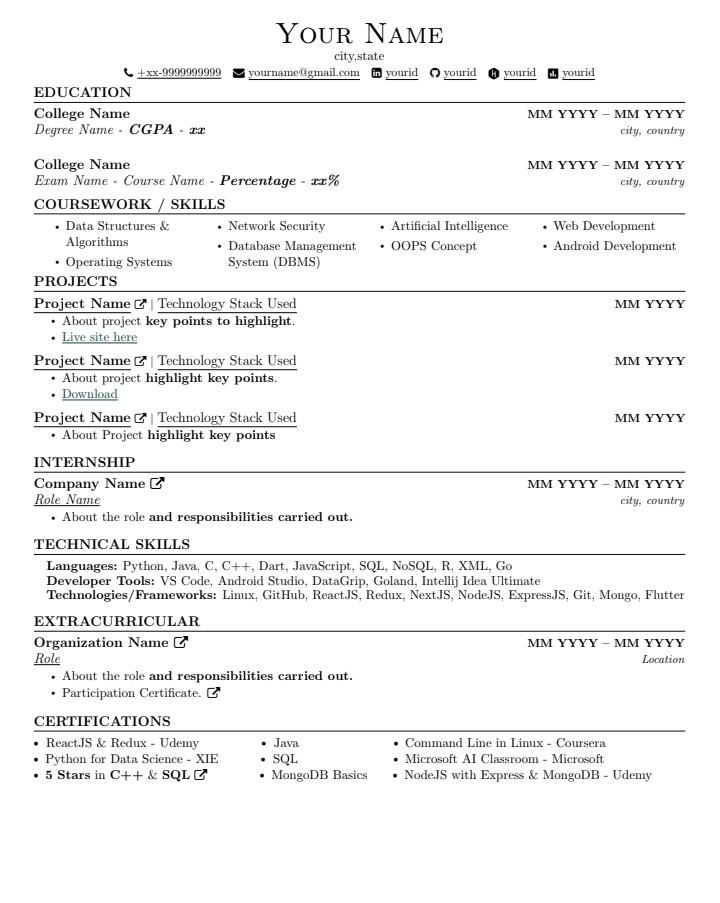 Your Name
city,state
+xx-9999999999 yourname@gmail.com yourid yourid yourid yourid
EDUCATION
College Name MM YYYY – MM YYYY
Degree Name - CGPA - xx city, country
College Name MM YYYY – MM YYYY
Exam Name - Course Name - Percentage - xx% city, country
COURSEWORK / SKILLS
• Data Structures & Algorithms
• Operating Systems
• Network Security
• Database Management System (DBMS)
• Artificial Intelligence
• OOPS Concept
• Web Development
• Android Development
PROJECTS
Project Name | Technology Stack Used MM YYYY
• About project key points to highlight.
• Live site here
Project Name | Technology Stack Used MM YYYY
• About project highlight key points.
• Download
Project Name | Technology Stack Used MM YYYY
• About Project highlight key points
INTERNSHIP
Company Name MM YYYY – MM YYYY
Role Name city, country
• About the role and responsibilities carried out.
TECHNICAL SKILLS
Languages: Python, Java, C, C++, Dart, JavaScript, SQL, NoSQL, R, XML, Go
Developer Tools: VS Code, Android Studio, DataGrip, Goland, Intellij Idea Ultimate
Technologies/Frameworks: Linux, GitHub, ReactJS, Redux, NextJS, NodeJS, ExpressJS, Git, Mongo, Flutter
EXTRACURRICULAR
Organization Name MM YYYY – MM YYYY
Role Location
• About the role and responsibilities carried out.
• Participation Certificate.
CERTIFICATIONS
• ReactJS & Redux - Udemy • Java • Command Line in Linux - Coursera
• Python for Data Science - XIE • SQL • Microsoft AI Classroom - Microsoft
• 5 Stars in C++ & SQL • MongoDB Basics • NodeJS with Express & MongoDB - Udemy